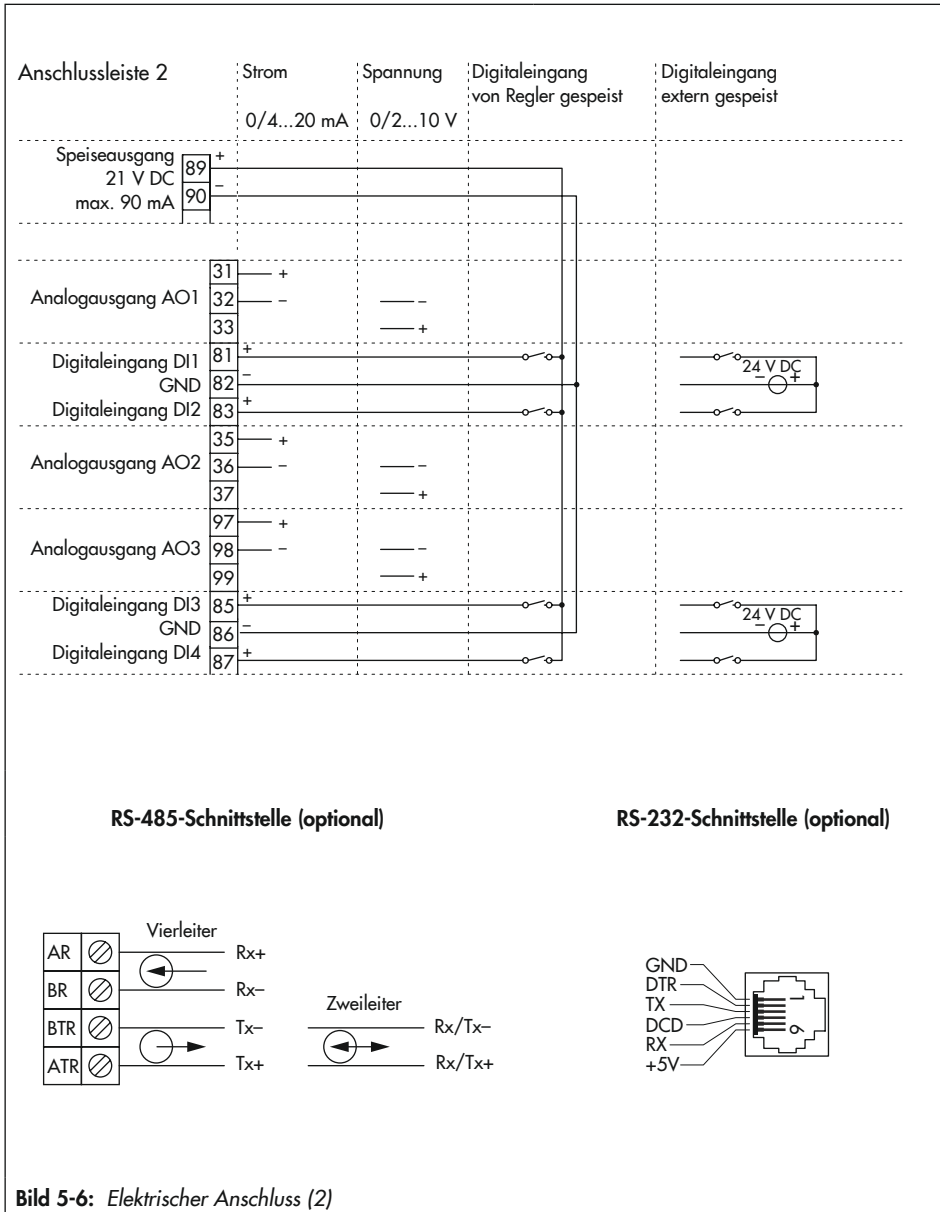 Anschlussleiste 2
Strom
0/4...20 mA
Spannung
0/2...10 V
Digitaleingang
von Regler gespeist
Digitaleingang
extern gespeist
Speiseausgang
21 V DC
max. 90 mA
89 +
90 –
31 +
Analogausgang AO1 32 – –
33 +
Digitaleingang DI1 81 +
GND 82 –
Digitaleingang DI2 83 +
24 V DC
– +
35 +
Analogausgang AO2 36 – –
37 +
97 +
Analogausgang AO3 98 – –
99 +
Digitaleingang DI3 85 +
GND 86 –
Digitaleingang DI4 87 +
24 V DC
– +
RS-485-Schnittstelle (optional)
Vierleiter
AR Rx+
BR Rx–
BTR Tx–
ATR Tx+
Zweileiter
Rx/Tx–
Rx/Tx+
RS-232-Schnittstelle (optional)
GND
DTR
TX
DCD
RX
+5V
1
6
Bild 5-6: Elektrischer Anschluss (2)